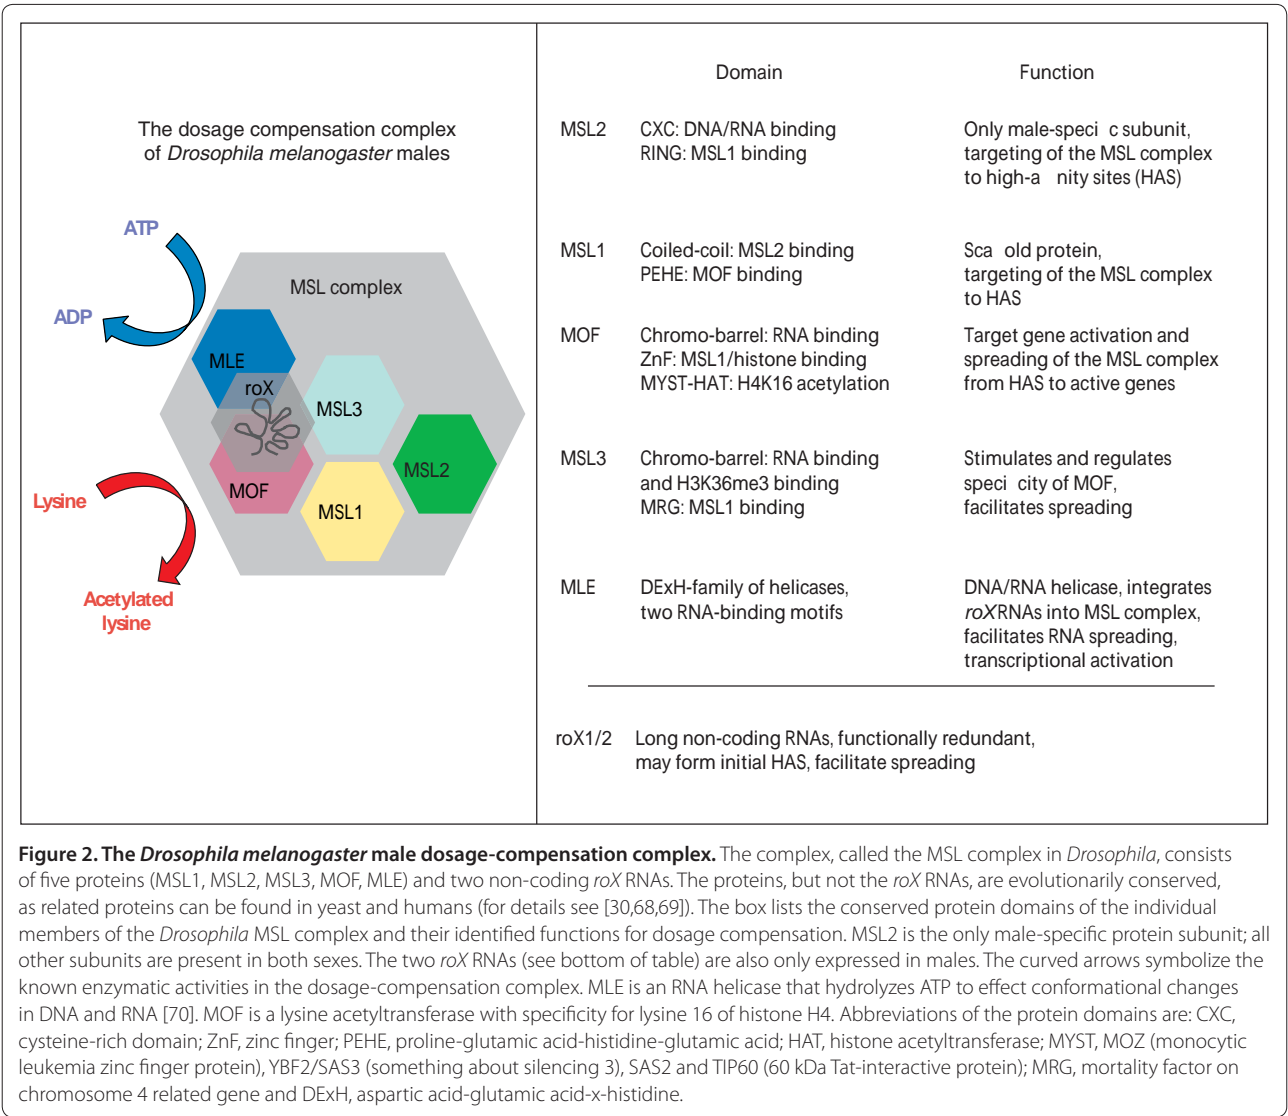 The dosage compensation complex
of Drosophila melanogaster males
ATP
ADP
MSL complex
MLE
roX
MSL3
MSL2
MOF
MSL1
Lysine
Acetylated
lysine
Domain Function
MSL2 CXC: DNA/RNA binding Only male-speci c subunit,
RING: MSL1 binding targeting of the MSL complex
to high-a nity sites (HAS)
MSL1 Coiled-coil: MSL2 binding Sca old protein,
PEHE: MOF binding targeting of the MSL complex
to HAS
MOF Chromo-barrel: RNA binding Target gene activation and
ZnF: MSL1/histone binding spreading of the MSL complex
MYST-HAT: H4K16 acetylation from HAS to active genes
MSL3 Chromo-barrel: RNA binding Stimulates and regulates
and H3K36me3 binding speci city of MOF,
MRG: MSL1 binding facilitates spreading
MLE DExH-family of helicases, DNA/RNA helicase, integrates
two RNA-binding motifs roXRNAs into MSL complex,
facilitates RNA spreading,
transcriptional activation
roX1/2 Long non-coding RNAs, functionally redundant,
may form initial HAS, facilitate spreading
Figure 2. The Drosophila melanogaster male dosage-compensation complex. The complex, called the MSL complex in Drosophila, consists
of five proteins (MSL1, MSL2, MSL3, MOF, MLE) and two non-coding roX RNAs. The proteins, but not the roX RNAs, are evolutionarily conserved,
as related proteins can be found in yeast and humans (for details see [30,68,69]). The box lists the conserved protein domains of the individual
members of the Drosophila MSL complex and their identified functions for dosage compensation. MSL2 is the only male-specific protein subunit; all
other subunits are present in both sexes. The two roX RNAs (see bottom of table) are also only expressed in males. The curved arrows symbolize the
known enzymatic activities in the dosage-compensation complex. MLE is an RNA helicase that hydrolyzes ATP to effect conformational changes
in DNA and RNA [70]. MOF is a lysine acetyltransferase with specificity for lysine 16 of histone H4. Abbreviations of the protein domains are: CXC,
cysteine-rich domain; ZnF, zinc finger; PEHE, proline-glutamic acid-histidine-glutamic acid; HAT, histone acetyltransferase; MYST, MOZ (monocytic
leukemia zinc finger protein), YBF2/SAS3 (something about silencing 3), SAS2 and TIP60 (60 kDa Tat-interactive protein); MRG, mortality factor on
chromosome 4 related gene and DExH, aspartic acid-glutamic acid-x-histidine.